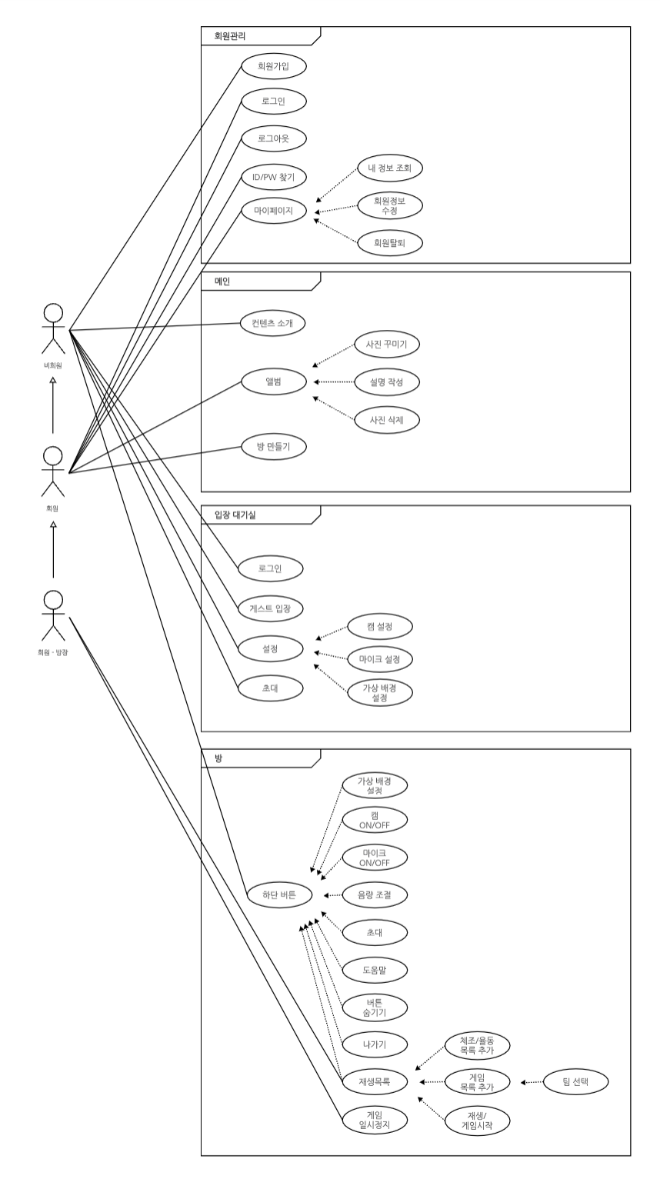 회원관리
회원가입
로그인
로그아웃
ID/PW 찾기
마이페이지
내 정보 조회
회원정보
수정
회원탈퇴
메인
컨텐츠 소개
앨범
방 만들기
사진 꾸미기
설명 작성
사진 삭제
비회원
회원
회원 - 방장
입장 대기실
로그인
게스트 입장
설정
초대
캠 설정
마이크 설정
가상 배경
설정
방
하단 버튼
가상 배경
설정
캠
ON/OFF
마이크
ON/OFF
음량 조절
초대
도움말
버튼
숨기기
나가기
재생목록
게임
일시정지
체조/율동
목록 추가
게임
목록 추가
재생/
게임시작
팀 선택